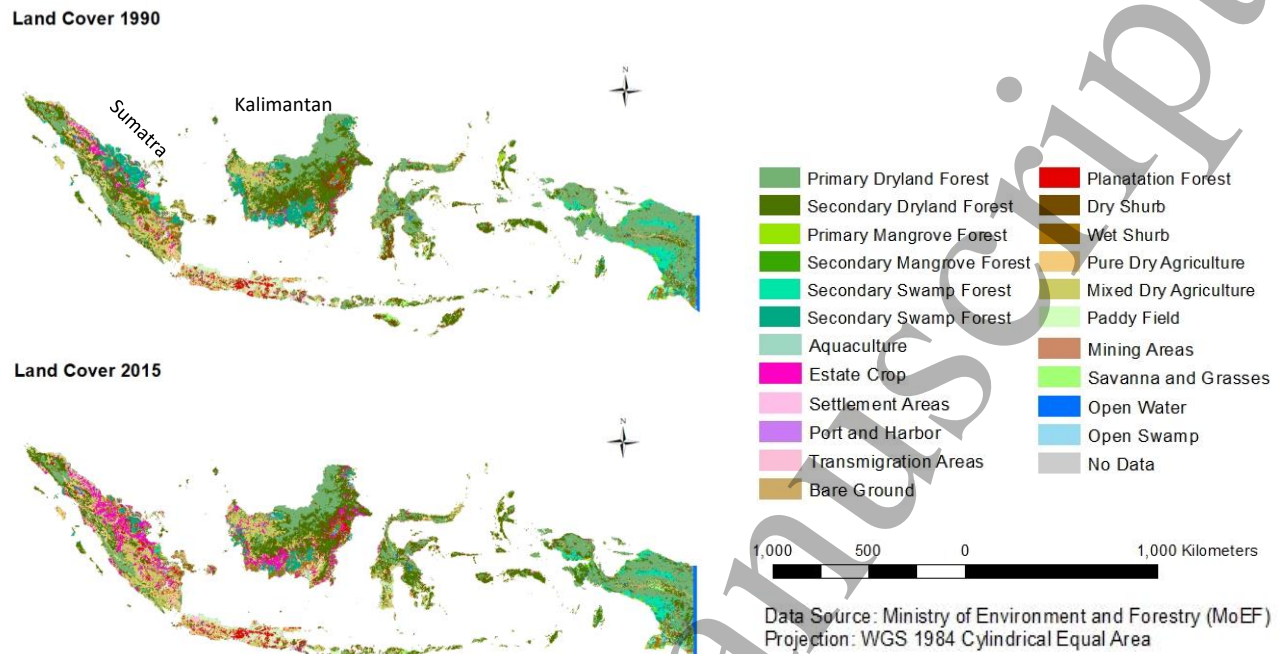 Land Cover 1990
N
Sumatra
Kalimantan
Primary Dryland Forest
Secondary Dryland Forest
Primary Mangrove Forest
Secondary Mangrove Forest
Secondary Swamp Forest
Secondary Swamp Forest
Aquaculture
Estate Crop
Settlement Areas
Port and Harbor
Transmigration Areas
Bare Ground
Planatation Forest
Dry Shurb
Wet Shurb
Pure Dry Agriculture
Mixed Dry Agriculture
Paddy Field
Mining Areas
Savanna and Grasses
Open Water
Open Swamp
No Data
Land Cover 2015
N
1,000 500 0 1,000 Kilometers
Data Source: Ministry of Environment and Forestry (MoEF)
Projection: WGS 1984 Cylindrical Equal Area
anuscrip